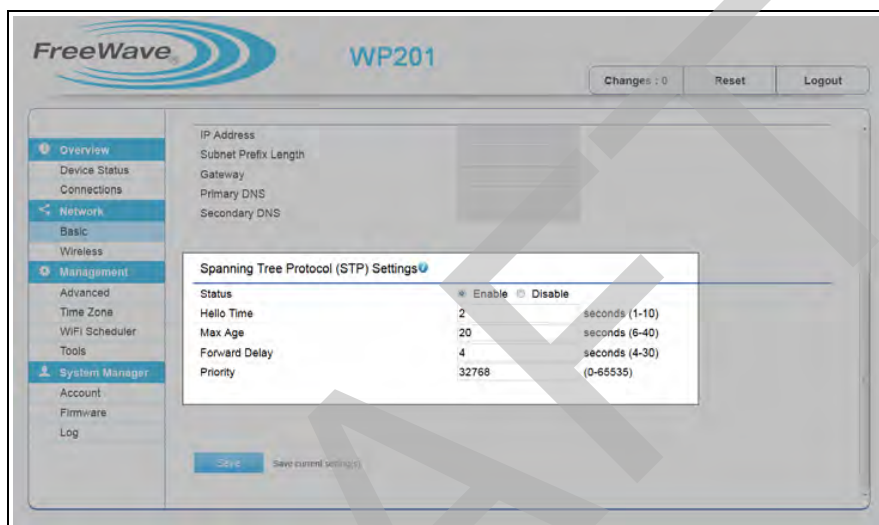 FreeWave®
WP201
Changes : 0 Reset Logout
Overview
Device Status
Connections
Network
Basic
Wireless
Management
Advanced
Time Zone
WiFi Scheduler
Tools
System Manager
Account
Firmware
Log
IP Address
Subnet Prefix Length
Gateway
Primary DNS
Secondary DNS
Spanning Tree Protocol (STP) Settings
Status Enable Disable
Hello Time 2 seconds (1-10)
Max Age 20 seconds (6-40)
Forward Delay 4 seconds (4-30)
Priority 32768 (0-65535)
Save Save current setting(s)